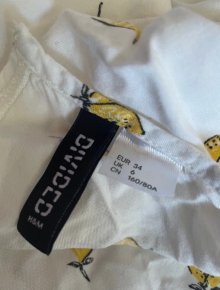 DIVIDED
H&M
EUR 34
UK 6
CN 160/80A